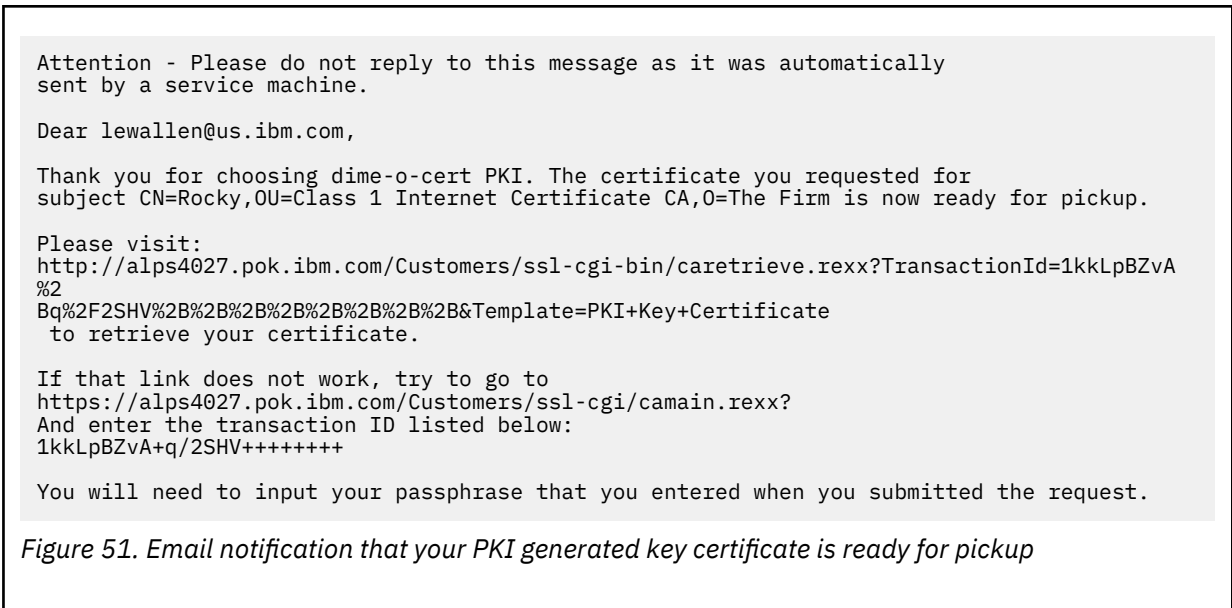 Attention - Please do not reply to this message as it was automatically
sent by a service machine.
Dear lewallen@us.ibm.com,
Thank you for choosing dime-o-cert PKI. The certificate you requested for
subject CN=Rocky,OU=Class 1 Internet Certificate CA,O=The Firm is now ready for pickup.
Please visit:
http://alps4027.pok.ibm.com/Customers/ssl-cgi-bin/caretrieve.rexx?TransactionId=1kkLpBZvA
%2
Bq%2F2SHV%2B%2B%2B%2B%2B%2B%2B%2B&Template=PKI+Key+Certificate
to retrieve your certificate.
If that link does not work, try to go to
https://alps4027.pok.ibm.com/Customers/ssl-cgi/camain.rexx?
And enter the transaction ID listed below:
1kkLpBZvA+q/2SHV++++++++
You will need to input your passphrase that you entered when you submitted the request.
Figure 51. Email notification that your PKI generated key certificate is ready for pickup